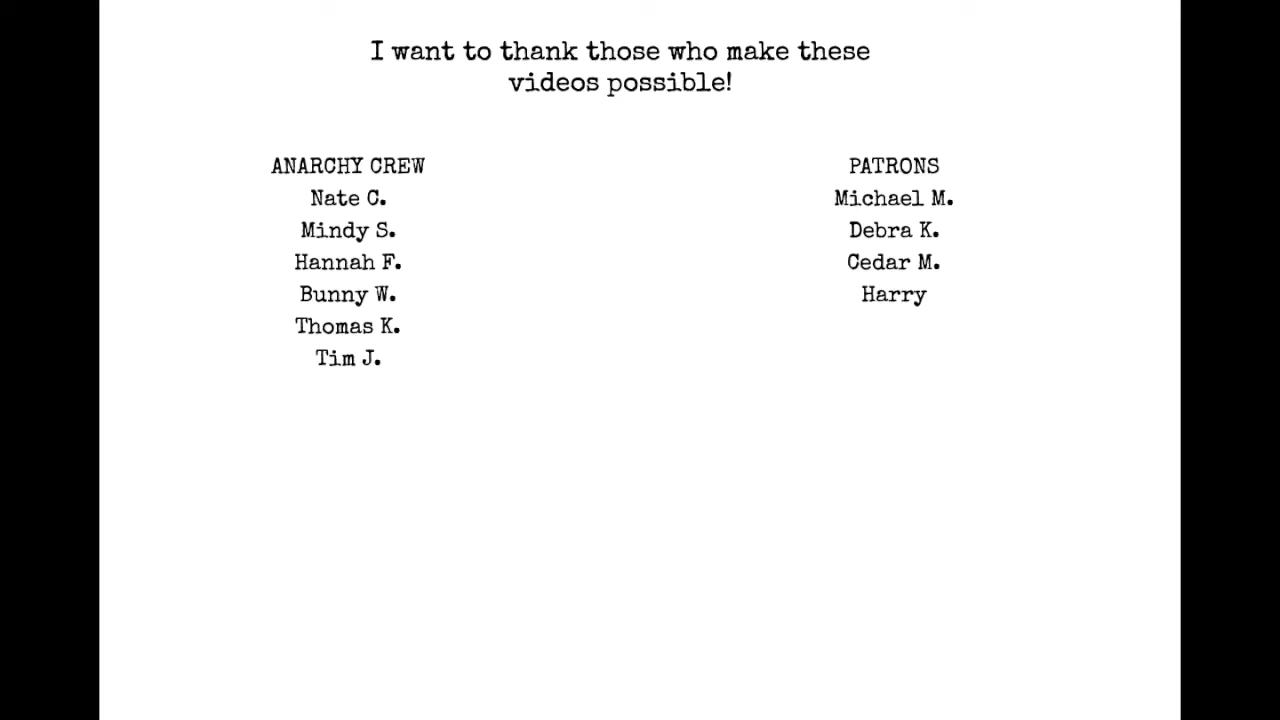 I want to thank those who make these
videos possible!
ANARCHY CREW
Nate C.
Mindy S.
Hannah F.
Bunny W.
Thomas K.
Tim J.
PATRONS
Michael M.
Debra K.
Cedar M.
Harry